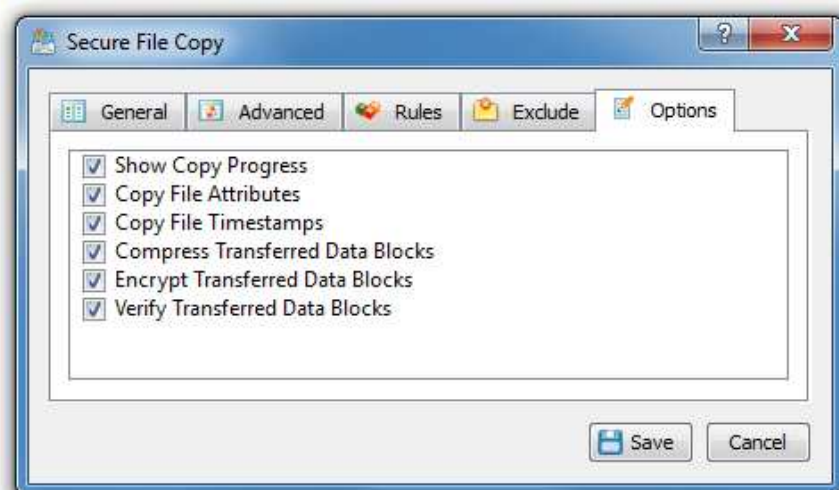 Secure File Copy
General Advanced Rules Exclude Options
Show Copy Progress
Copy File Attributes
Copy File Timestamps
Compress Transferred Data Blocks
Encrypt Transferred Data Blocks
Verify Transferred Data Blocks
Save Cancel